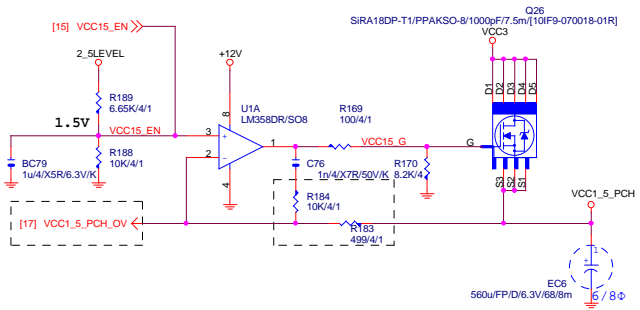 Q26
SiRA18DP-T1/PPAKSO-8/1000pF/7.5m/[10IF9-070018-01R]
[15] VCC15_EN
VCC3
2_5LEVEL
+12V
D1
D2
D3
D4
D5
R189
6.65K/4/1
U1A
LM358DR/SO8
R169
100/4/1
8
1.5V
VCC15_EN
3
+
1
VCC15_G
G
2
-
R188
10K/4/1
BC79
1u/4/X5R/6.3V/K
4
C76
1n/4/X7R/50V/K
R170
8.2K/4
S3
S2
S1
R184
10K/4/1
VCC1_5_PCH
[17] VCC1_5_PCH_OV
R183
499/4/1
1
+
2
EC6
560u/FP/D/6.3V/68/8m
6/8Φ